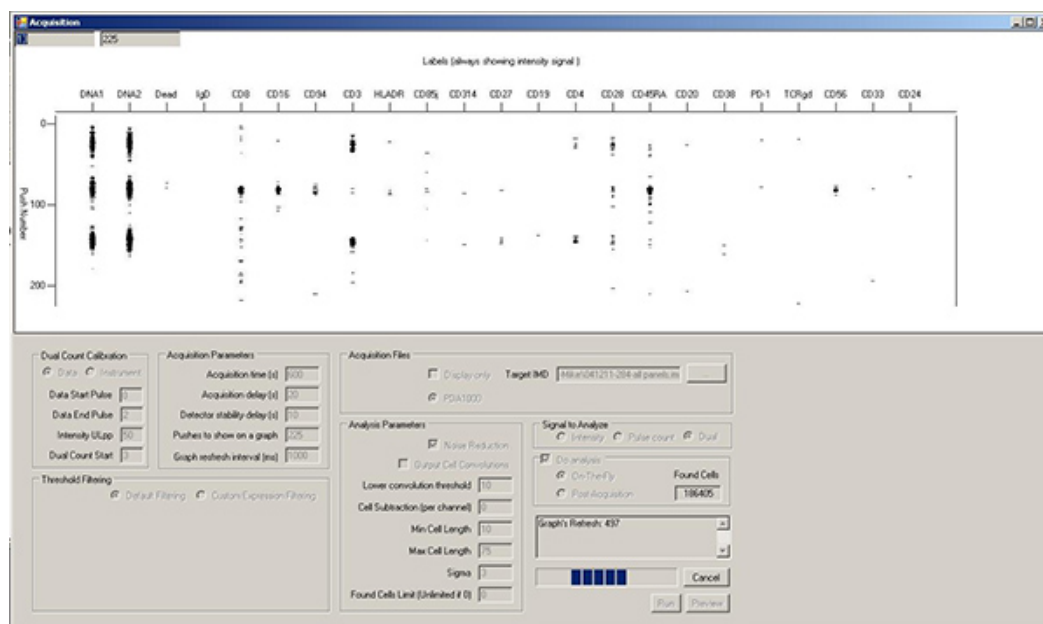 Acquisition
225
Labels (always showing intensity signal )
DNA1 DNA2 Dead IgD CD8 CD16 CD94 CD3 HLADR CD85j CD314 CD27 CD19 CD4 CD28 CD45RA CD20 CD38 PD-1 TCRgd CD56 CD33 CD24
0
100
200
Push Number
Dual Count Calibration
Data Instrument
Data Start Pulse
Data End Pulse 2
Intensity ULpp 50
Dual Count Start 3
Acquisition Parameters
Acquisition time (s) 600
Acquisition delay (s) 20
Detector stability delay (s) 10
Pushes to show on a graph 225
Graph refresh interval (ms) 1000
Acquisition Files
Display only Target IMD
PDA1000
...
Threshold Filtering
Default Filtering Custom Expression Filtering
Analysis Parameters
Noise Reduction
Output Cell Convolutions
Lower convolution threshold 10
Cell Subtraction (per channel) 0
Min Cell Length 10
Max Cell Length 75
Sigma 3
Found Cells Limit (Unlimited if 0) 0
Signal to Analyze
Intensity Pulse count Dual
Do analysis
On-The-Fly Found Cells
Post Acquisition 186405
Graph's Refresh: 497
Cancel
Run Preview